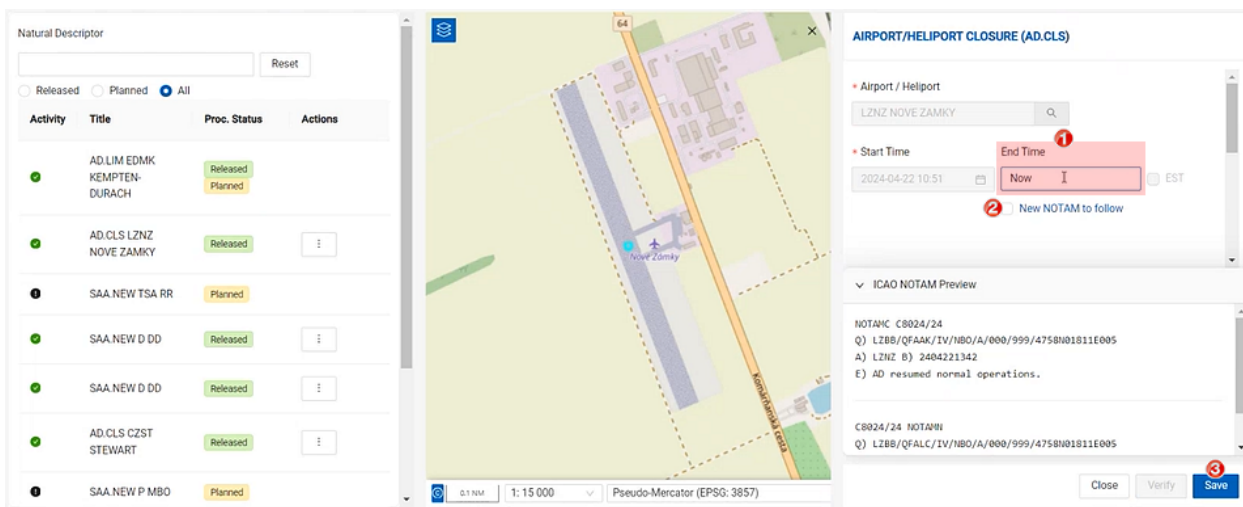 Natural Descriptor
Reset
Released Planned All
Activity Title Proc. Status Actions
AD.LIM EDMK
KEMPTEN-
DURACH
Released
Planned
AD.CLS LZNZ
NOVE ZAMKY
Released
SAA.NEW TSA RR Planned
SAA.NEW D DD Released
SAA.NEW D DD Released
AD.CLS CZST
STEWART
Released
SAA.NEW P MBO Planned
64
Nové Zámky
Komárňanská cesta
0.1 NM 1: 15 000 Pseudo-Mercator (EPSG: 3857)
AIRPORT/HELIPORT CLOSURE (AD.CLS)
* Airport / Heliport
LZNZ NOVE ZAMKY
1
* Start Time End Time
2024-04-22 10:51 Now EST
2 New NOTAM to follow
ICAO NOTAM Preview
NOTAMC C8024/24
Q) LZBB/QFAAK/IV/NBO/A/000/999/4758N01811E005
A) LZNZ B) 2404221342
E) AD resumed normal operations.
C8024/24 NOTAMN
Q) LZBB/QFALC/IV/NBO/A/000/999/4758N01811E005
3
Close Verify Save